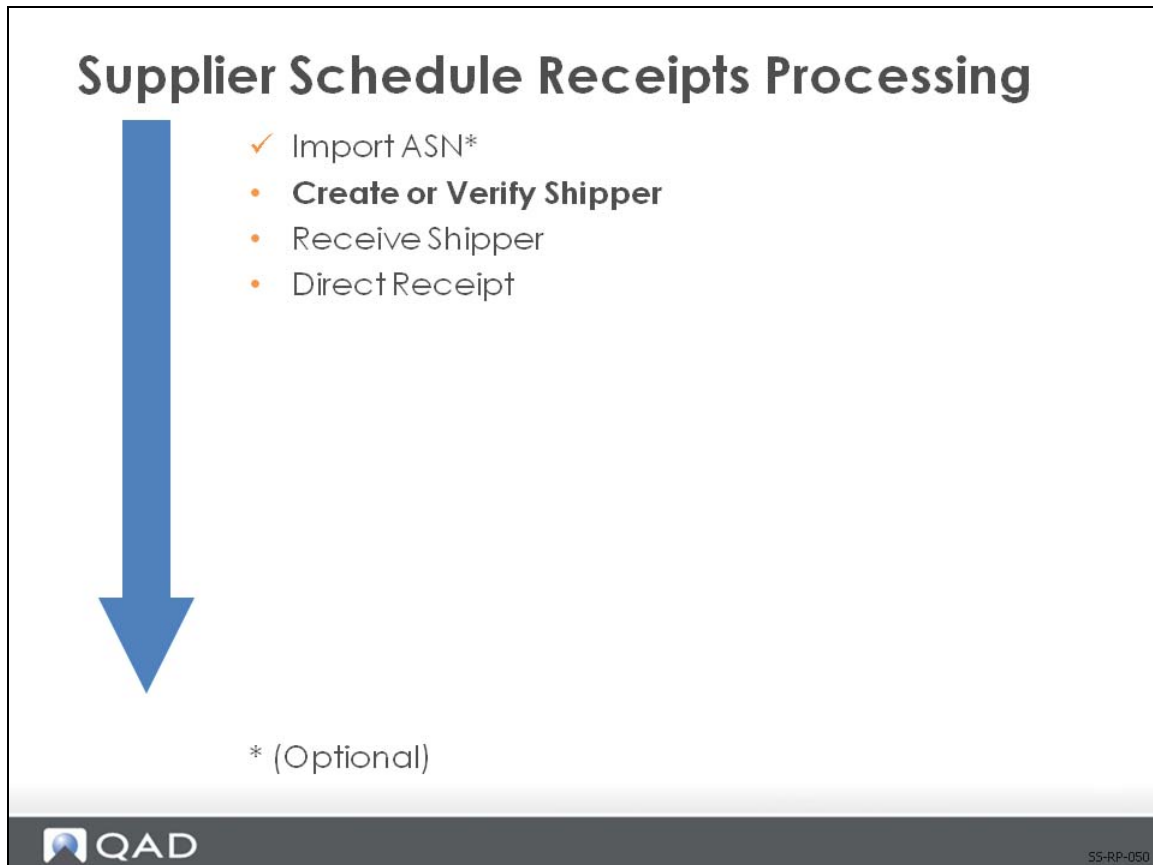 Supplier Schedule Receipts Processing
✓ Import ASN*
• Create or Verify Shipper
• Receive Shipper
• Direct Receipt
* (Optional)
QAD
SS-RP-050